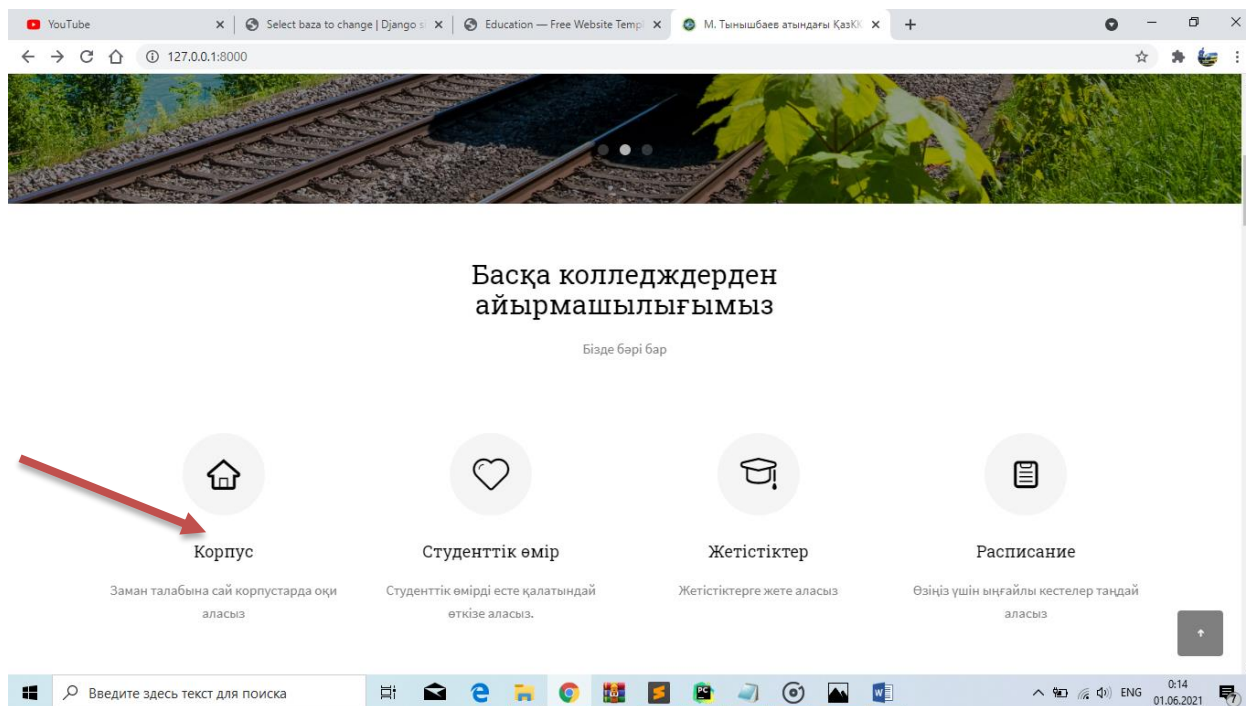 YouTube
Select baza to change | Django si
Education — Free Website Templ
М. Тынышбаев атындағы ҚазКК
127.0.0.1:8000
Басқа колледждерден
айырмашылығымыз
Бізде бәрі бар
Корпус
Студенттік өмір
Жетістіктер
Расписание
Заман талабына сай корпустарда оқи
аласыз
Студенттік өмірді есте қалатындай
өткізе аласыз.
Жетістіктерге жете аласыз
Өзіңіз үшін ыңғайлы кестелер таңдай
аласыз
Введите здесь текст для поиска
ENG
0:14
01.06.2021
7